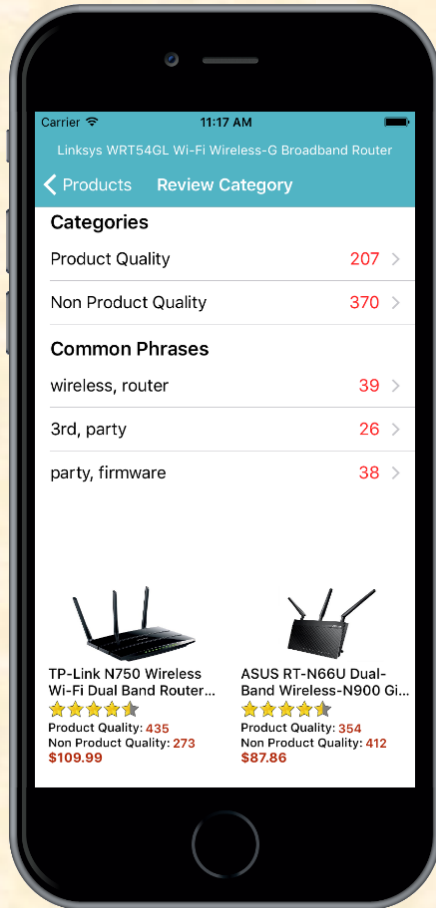 Carrier 11:17 AM
Linksys WRT54GL Wi-Fi Wireless-G Broadband Router
Products Review Category
Categories
Product Quality 207
Non Product Quality 370
Common Phrases
wireless, router 39
3rd, party 26
party, firmware 38
TP-Link N750 Wireless
Wi-Fi Dual Band Router...
Product Quality: 435
Non Product Quality: 273
$109.99
ASUS RT-N66U Dual-
Band Wireless-N900 Gi...
Product Quality: 354
Non Product Quality: 412
$87.86